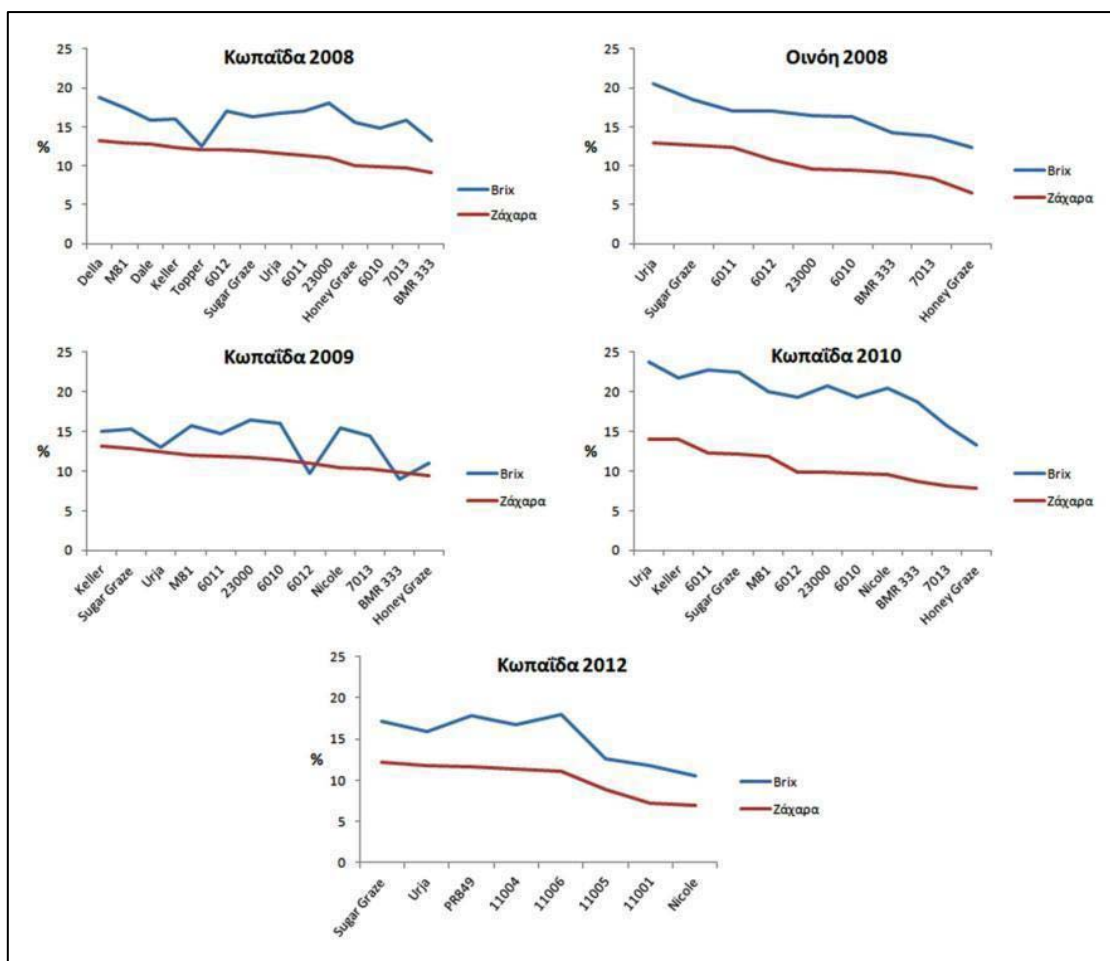 Κωπαΐδα 2008
25
20
15
10
5
0
%
Brix
Ζάχαρα
Della
M81
Dale
Keller
Topper
6012
Sugar Graze
Urja
6011
23000
Honey Graze
6010
7013
BMR 333
Οινόη 2008
25
20
15
10
5
0
%
Brix
Ζάχαρα
Urja
Sugar Graze
6011
6012
23000
6010
BMR 333
7013
Honey Graze
Κωπαΐδα 2009
25
20
15
10
5
0
%
Brix
Ζάχαρα
Keller
Sugar Graze
Urja
M81
6011
23000
6010
6012
Nicole
7013
BMR 333
Honey Graze
Κωπαΐδα 2010
25
20
15
10
5
0
%
Brix
Ζάχαρα
Urja
Keller
6011
Sugar Graze
M81
6012
23000
6010
Nicole
BMR 333
7013
Honey Graze
Κωπαΐδα 2012
25
20
15
10
5
0
%
Brix
Ζάχαρα
Sugar Graze
Urja
PR849
11004
11006
11005
11001
Nicole